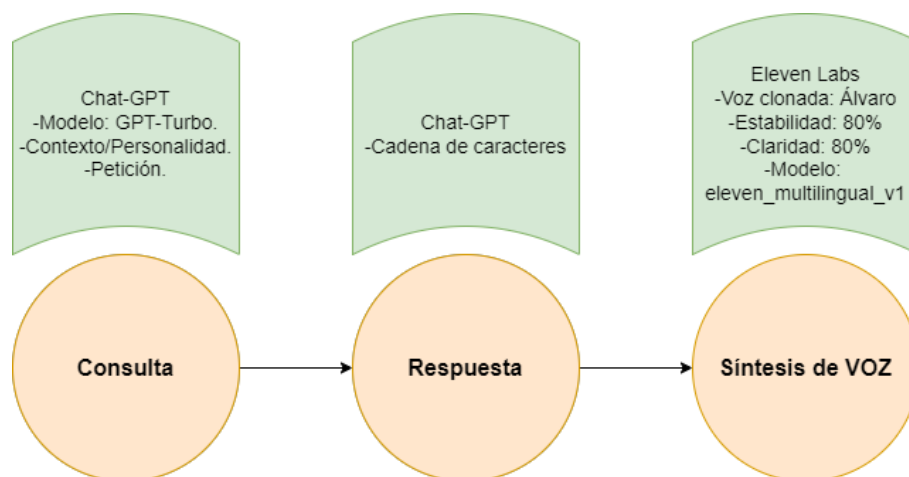 Chat-GPT
-Modelo: GPT-Turbo.
-Contexto/Personalidad.
-Petición.
Chat-GPT
-Cadena de caracteres
Eleven Labs
-Voz clonada: Álvaro
-Estabilidad: 80%
-Claridad: 80%
-Modelo:
eleven_multilingual_v1
Consulta
Respuesta
Síntesis de VOZ